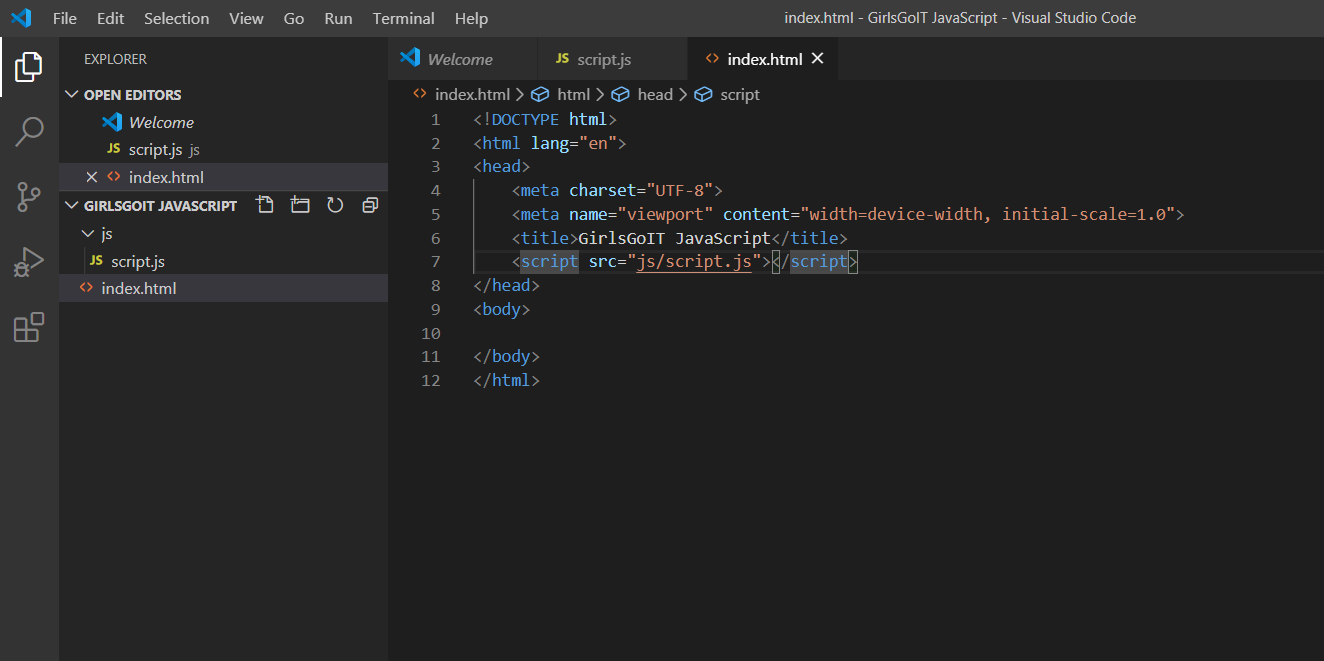 File Edit Selection View Go Run Terminal Help index.html - GirlsGoIT JavaScript - Visual Studio Code
EXPLORER
OPEN EDITORS
Welcome
JS script.js js
index.html
GIRLSGOIT JAVASCRIPT
js
JS script.js
index.html
Welcome JS script.js index.html
index.html html head script
1 <!DOCTYPE html>
2 <html lang="en">
3 <head>
4 <meta charset="UTF-8">
5 <meta name="viewport" content="width=device-width, initial-scale=1.0">
6 <title>GirlsGoIT JavaScript</title>
7 <script src="js/script.js"></script>
8 </head>
9 <body>
10
11 </body>
12 </html>